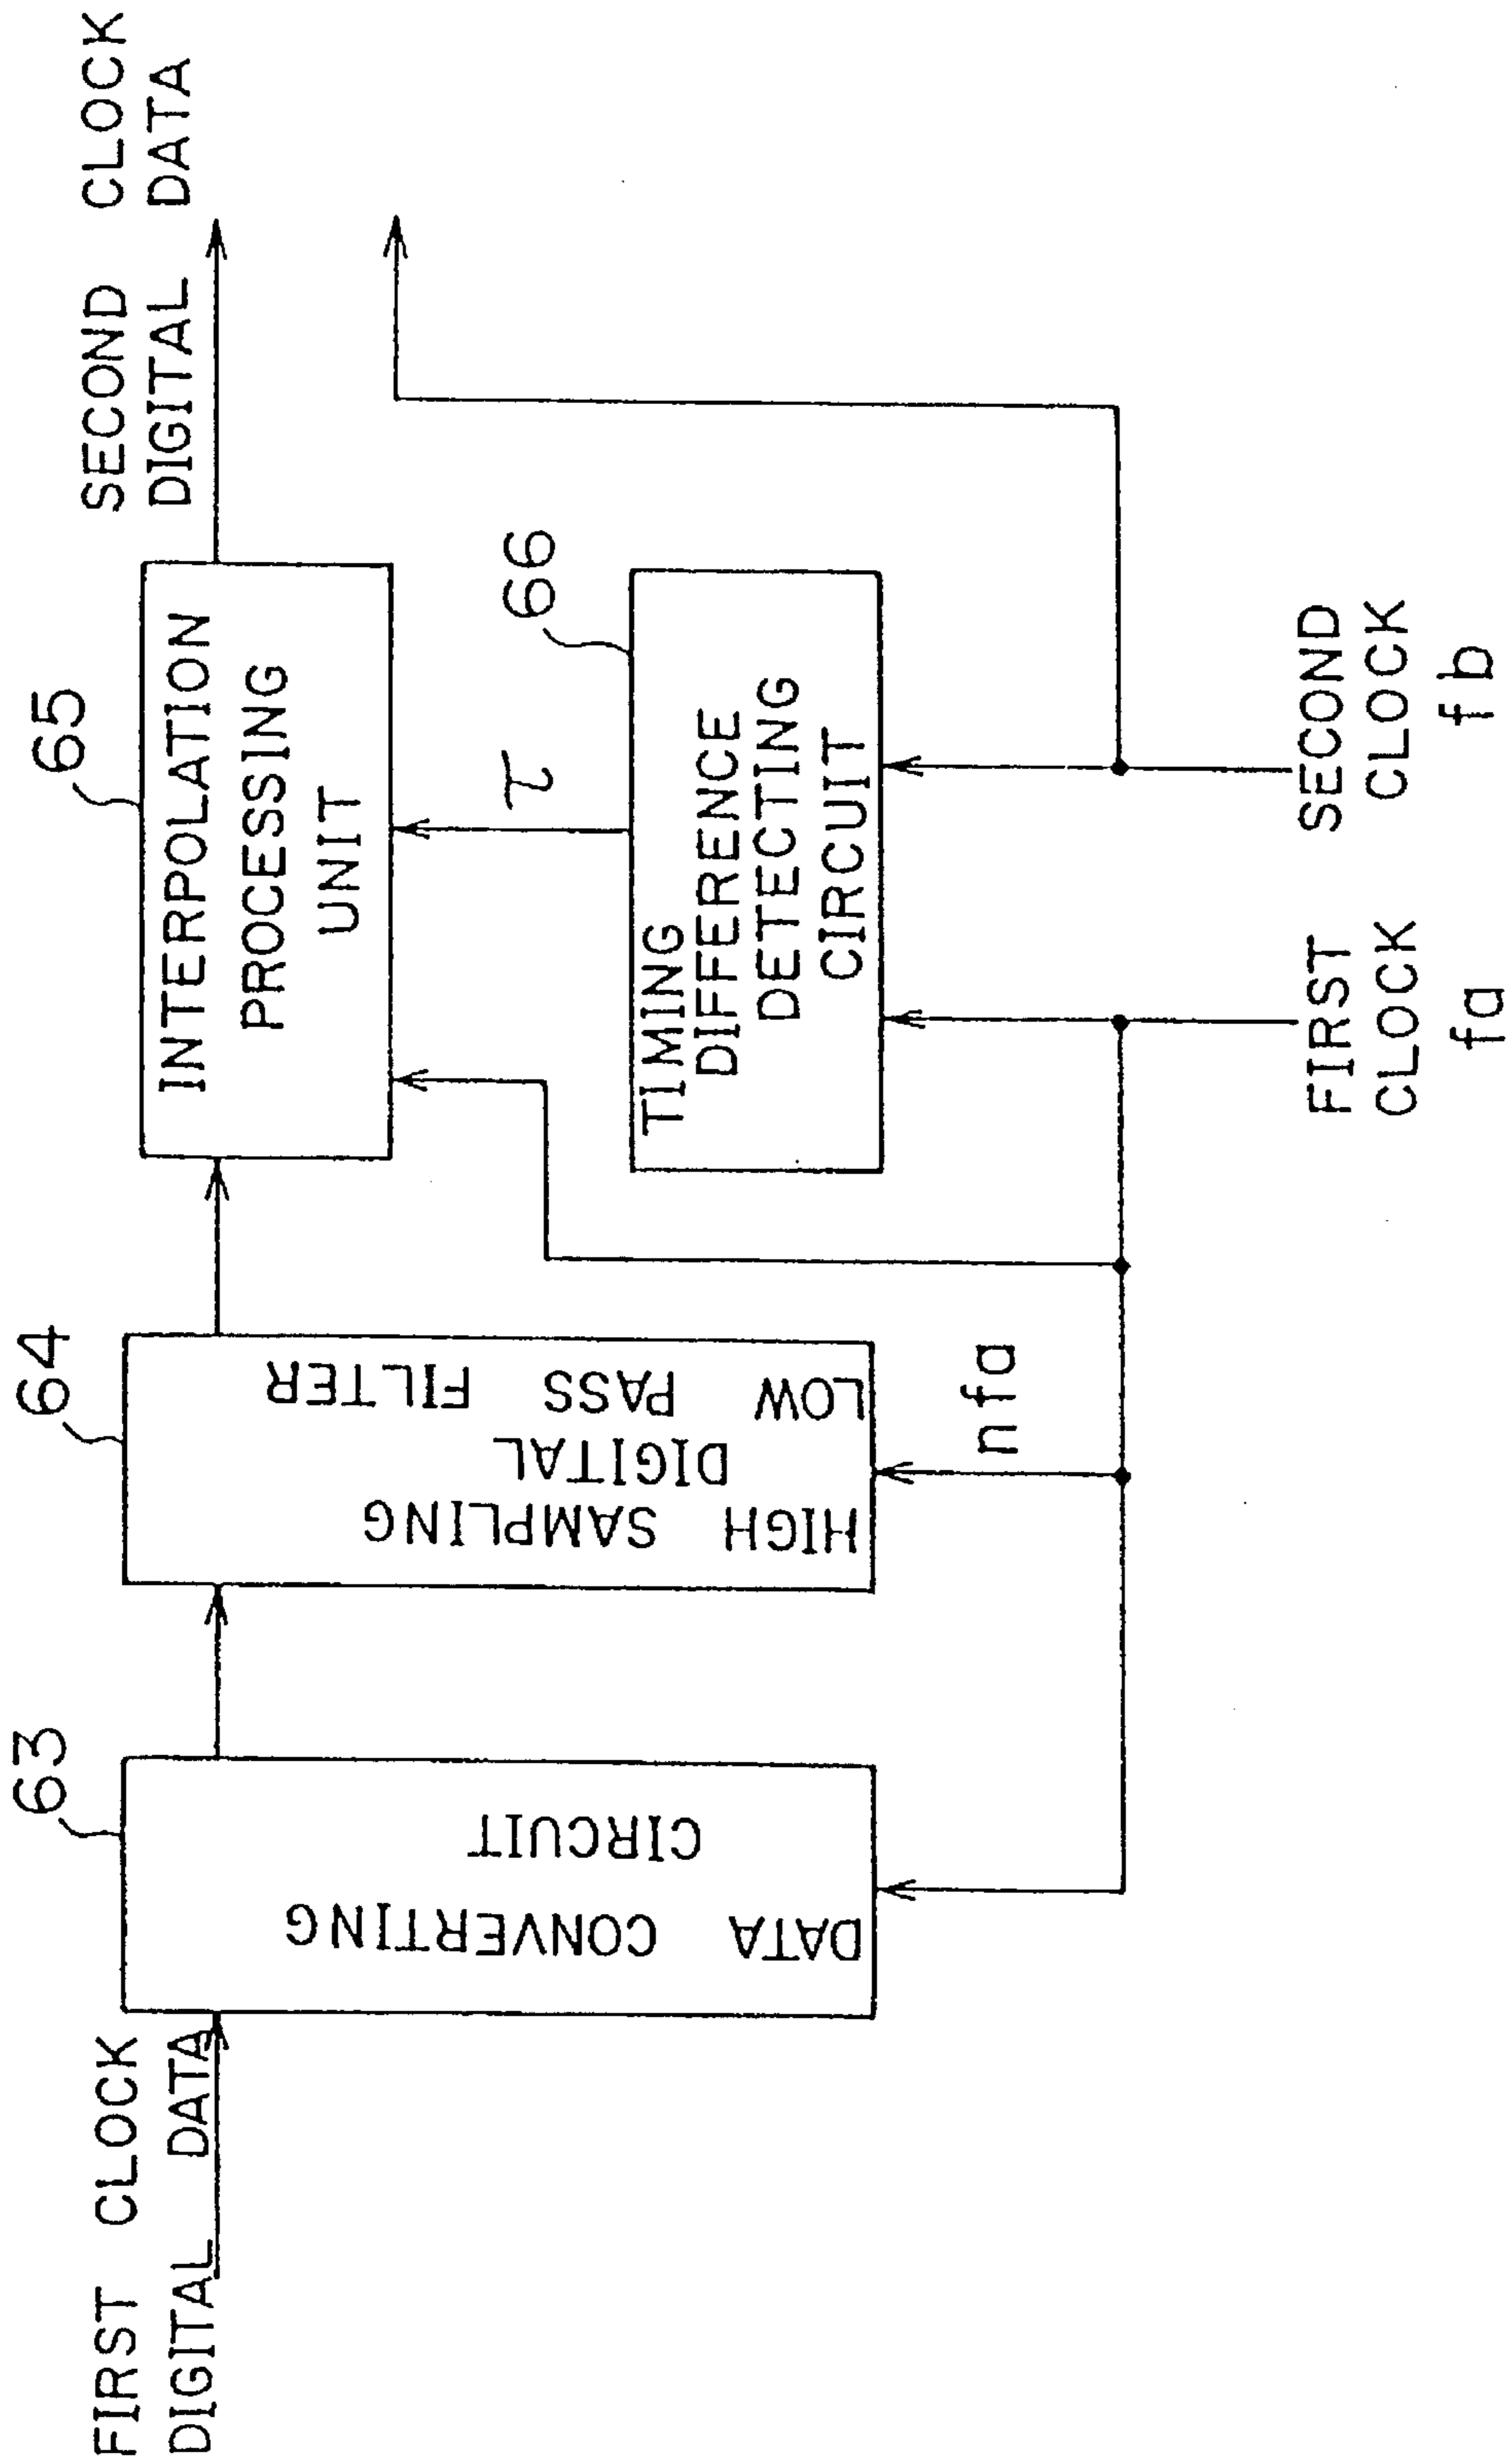 FIRST CLOCK
DIGITAL DATA
63
DATA CONVERTING
CIRCUIT
64
HIGH SAMPLING
DIGITAL
LOW PASS FILTER
nfa
65
INTERPOLATION
PROCESSING
UNIT
τ
66
TIMING
DIFFERENCE
DETECTING
CIRCUIT
SECOND CLOCK
DIGITAL DATA
FIRST
CLOCK
fa
SECOND
CLOCK
fb